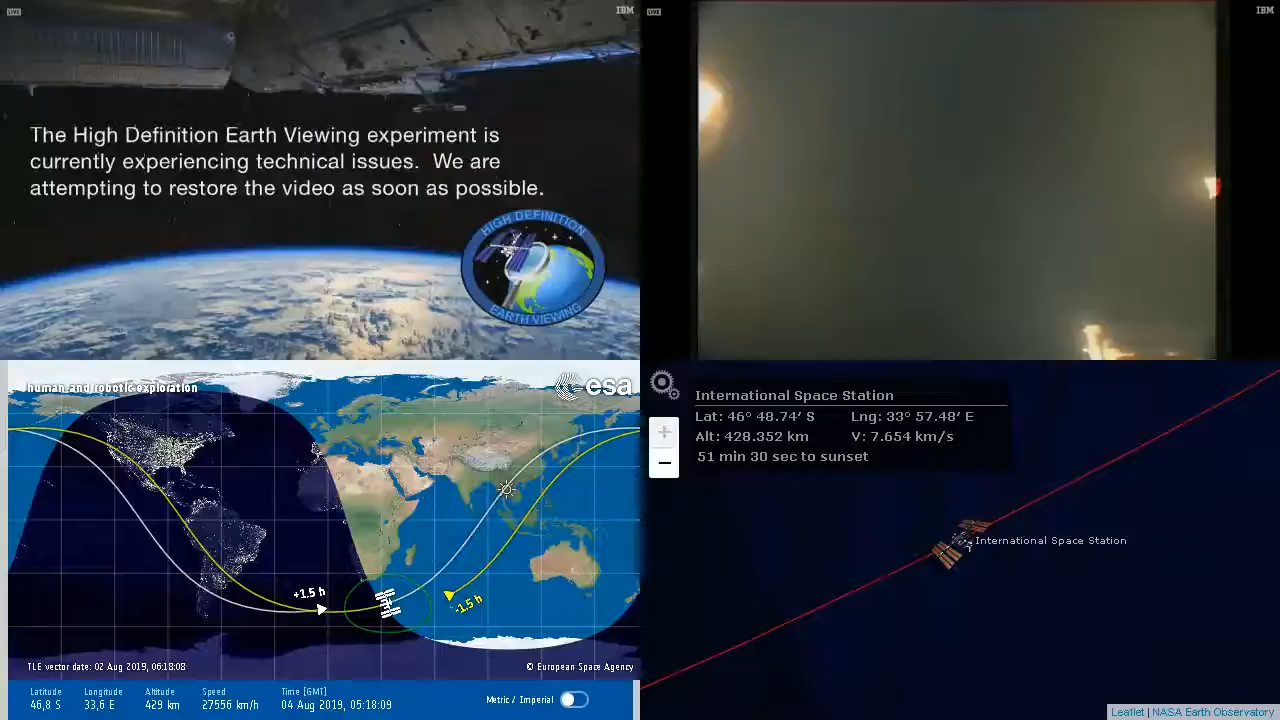 LIVE
IBM
The High Definition Earth Viewing experiment is
currently experiencing technical issues. We are
attempting to restore the video as soon as possible.
HIGH DEFINITION
EARTH VIEWING
LIVE
IBM
human and robotic exploration
esa
+1.5 h
-1.5 h
TLE vector date: 02 Aug 2019, 06:18:08
© European Space Agency
Latitude Longitude Altitude Speed Time [GMT]
46,8 S 33,6 E 429 km 27556 km/h 04 Aug 2019, 05:18:09
Metric / Imperial
International Space Station
Lat: 46° 48.74′ S Lng: 33° 57.48′ E
Alt: 428.352 km V: 7.654 km/s
51 min 30 sec to sunset
+
−
International Space Station
Leaflet | NASA Earth Observatory